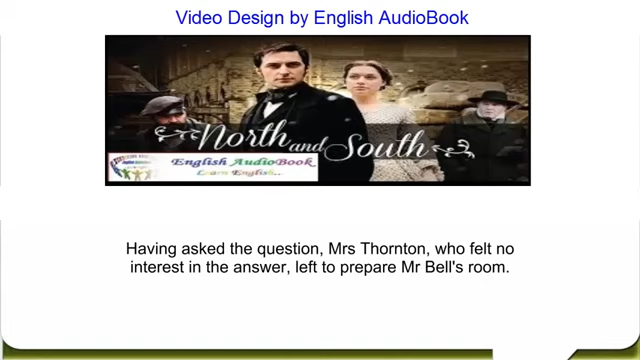 Video Design by English AudioBook
North and South
English AudioBook
Learn English...
Having asked the question, Mrs Thornton, who felt no
interest in the answer, left to prepare Mr Bell's room.